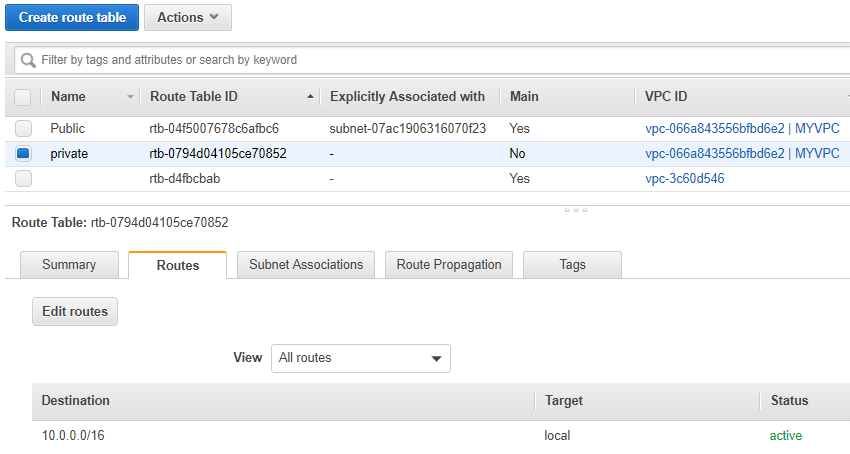 Create route table Actions
Filter by tags and attributes or search by keyword
Name Route Table ID Explicitly Associated with Main VPC ID
Public rtb-04f5007678c6afbc6 subnet-07ac1906316070f23 Yes vpc-066a843556bfbd6e2 | MYVPC
private rtb-0794d04105ce70852 - No vpc-066a843556bfbd6e2 | MYVPC
rtb-d4fbcbab - Yes vpc-3c60d546
Route Table: rtb-0794d04105ce70852
Summary Routes Subnet Associations Route Propagation Tags
Edit routes
View All routes
Destination Target Status
10.0.0.0/16 local active